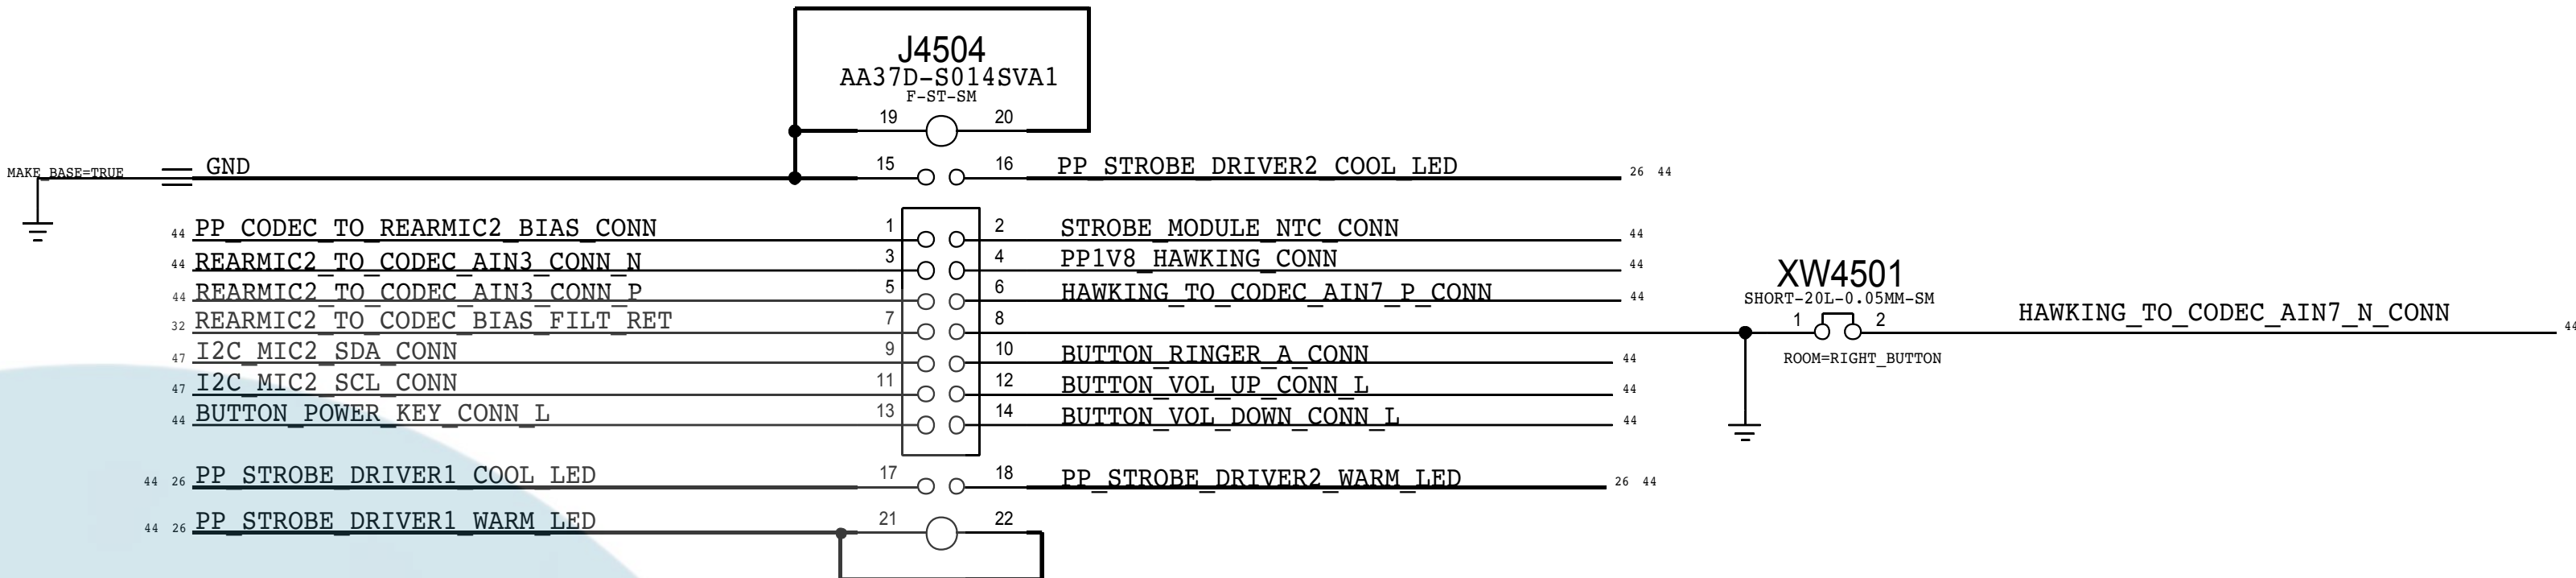 J4504
AA37D-S014SVA1
F-ST-SM
19 20
MAKE_BASE=TRUE GND 15 16 PP_STROBE_DRIVER2_COOL_LED 26 44
44 PP_CODEC_TO_REARMIC2_BIAS_CONN 1 2 STROBE_MODULE_NTC_CONN 44
44 REARMIC2_TO_CODEC_AIN3_CONN_N 3 4 PP1V8_HAWKING_CONN 44
XW4501
SHORT-20L-0.05MM-SM
44 REARMIC2_TO_CODEC_AIN3_CONN_P 5 6 HAWKING_TO_CODEC_AIN7_P_CONN 44
32 REARMIC2_TO_CODEC_BIAS_FILT_RET 7 8 1 2 HAWKING_TO_CODEC_AIN7_N_CONN 44
ROOM=RIGHT_BUTTON
47 I2C_MIC2_SDA_CONN 9 10 BUTTON_RINGER_A_CONN 44
47 I2C_MIC2_SCL_CONN 11 12 BUTTON_VOL_UP_CONN_L 44
44 BUTTON_POWER_KEY_CONN_L 13 14 BUTTON_VOL_DOWN_CONN_L 44
44 26 PP_STROBE_DRIVER1_COOL_LED 17 18 PP_STROBE_DRIVER2_WARM_LED 26 44
44 26 PP_STROBE_DRIVER1_WARM_LED 21 22